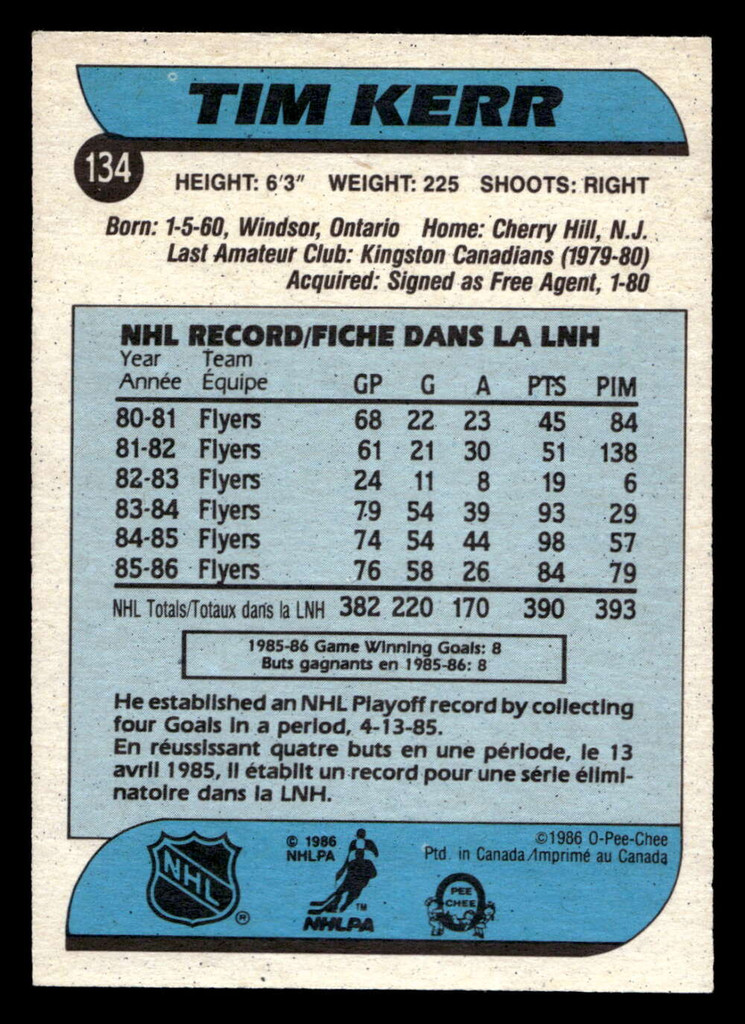 TIM KERR
134
HEIGHT: 6'3" WEIGHT: 225 SHOOTS: RIGHT
Born: 1-5-60, Windsor, Ontario Home: Cherry Hill, N.J.
Last Amateur Club: Kingston Canadians (1979-80)
Acquired: Signed as Free Agent, 1-80
NHL RECORD/FICHE DANS LA LNH
Year Team
Année Équipe GP G A PTS PIM
80-81 Flyers 68 22 23 45 84
81-82 Flyers 61 21 30 51 138
82-83 Flyers 24 11 8 19 6
83-84 Flyers 79 54 39 93 29
84-85 Flyers 74 54 44 98 57
85-86 Flyers 76 58 26 84 79
NHL Totals/Totaux dans la LNH 382 220 170 390 393
1985-86 Game Winning Goals: 8
Buts gagnants en 1985-86: 8
He established an NHL Playoff record by collecting
four Goals in a period, 4-13-85.
En réussissant quatre buts en une période, le 13
avril 1985, il établit un record pour une série élimi-
natoire dans la LNH.
©1986 O-Pee-Chee
Ptd. in Canada/Imprimé au Canada
© 1986
NHLPA
NHL
®
TM
NHLPA
PEE
CHEE